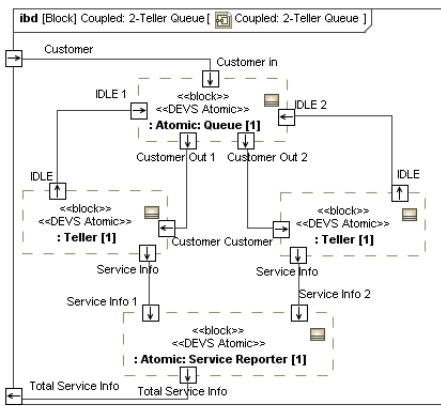 ibd [Block] Coupled: 2-Teller Queue [ Coupled: 2-Teller Queue ]
Customer
Customer in
IDLE 1
<<block>>
IDLE 2
<<DEVS Atomic>>
: Atomic: Queue [1]
Customer Out 1
Customer Out 2
IDLE
IDLE
<<block>>
<<DEVS Atomic>>
: Teller [1]
<<block>>
<<DEVS Atomic>>
: Teller [1]
Customer
Customer
Service Info
Service Info
Service Info 1
Service Info 2
<<block>>
<<DEVS Atomic>>
: Atomic: Service Reporter [1]
Total Service Info
Total Service Info